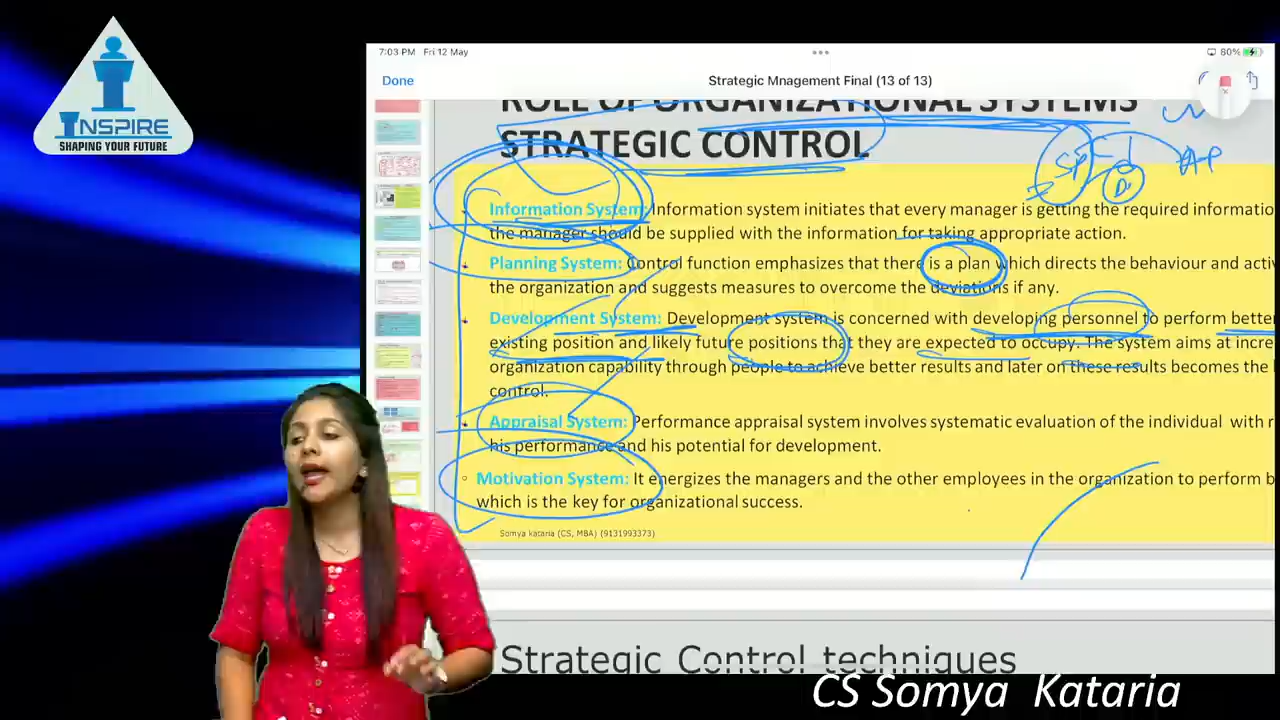 INSPIRE
SHAPING YOUR FUTURE
7:03 PM Fri 12 May
80%
Done
Strategic Mnagement Final (13 of 13)
ROLE OF ORGANIZATIONAL SYSTEMS
STRATEGIC CONTROL
SP
AP
Information System: Information system initiates that every manager is getting the required informatio
the manager should be supplied with the information for taking appropriate action.
Planning System: Control function emphasizes that there is a plan which directs the behaviour and acti
the organization and suggests measures to overcome the deviations if any.
Development System: Development system is concerned with developing personnel to perform better
existing position and likely future positions that they are expected to occupy. The system aims at incre
organization capability through people to achieve better results and later on these results becomes the
control.
Appraisal System: Performance appraisal system involves systematic evaluation of the individual with r
his performance and his potential for development.
Motivation System: It energizes the managers and the other employees in the organization to perform b
which is the key for organizational success.
Somya kataria (CS, MBA) (9131993373)
Strategic Control techniques
CS Somya Kataria